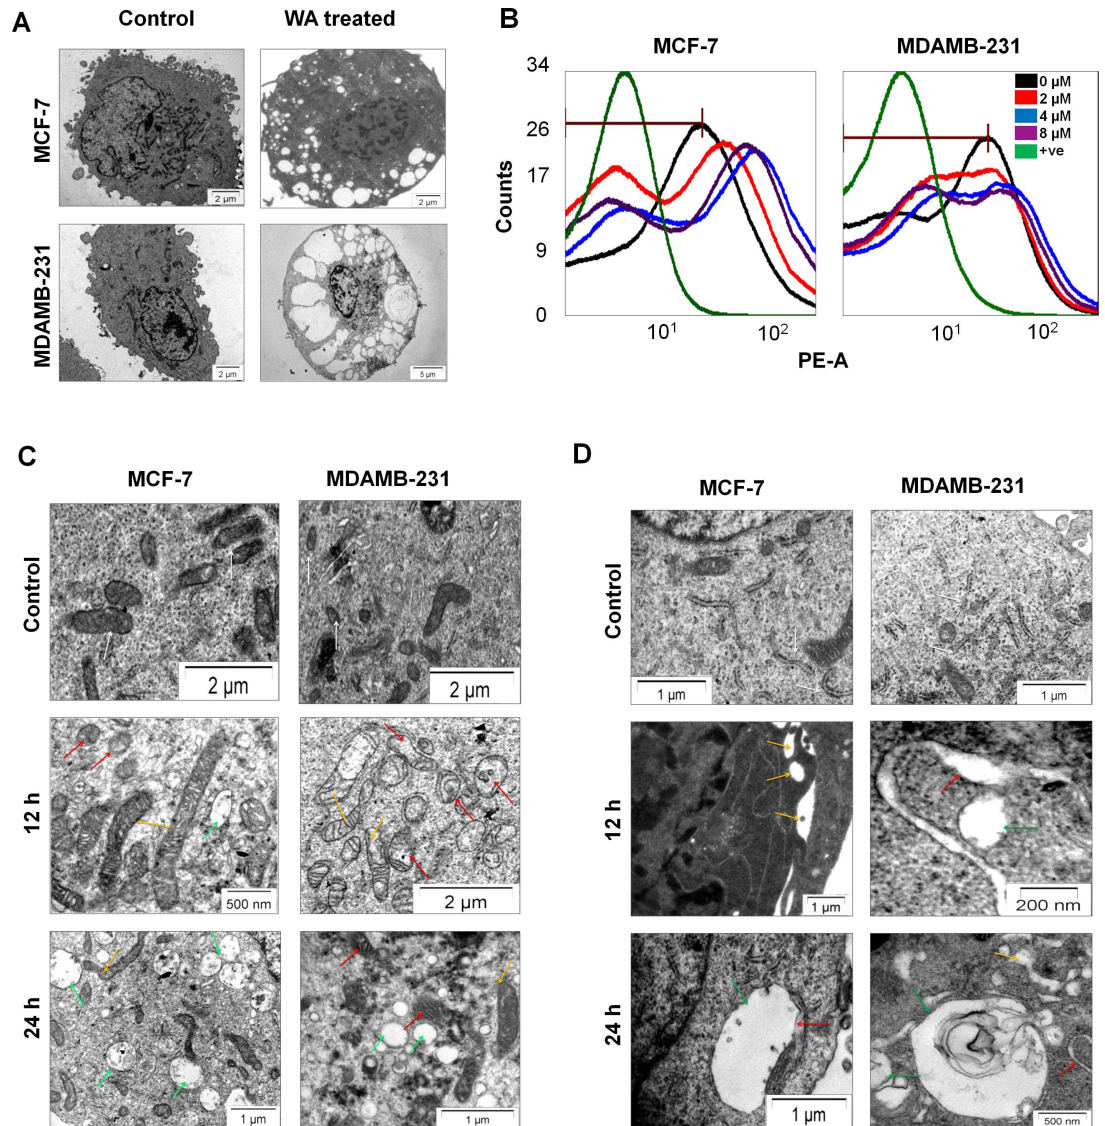 A
Control
WA treated
MCF-7
2 µm
2 µm
MDAMB-231
2 µm
5 µm
B
MCF-7
MDAMB-231
34
26
17
9
0
Counts
0 µM
2 µM
4 µM
8 µM
+ve
10¹
10²
10¹
10²
PE-A
C
MCF-7
MDAMB-231
Control
2 µm
2 µm
12 h
500 nm
2 µm
24 h
1 µm
1 µm
D
MCF-7
MDAMB-231
Control
1 µm
1 µm
12 h
1 µm
200 nm
24 h
1 µm
500 nm